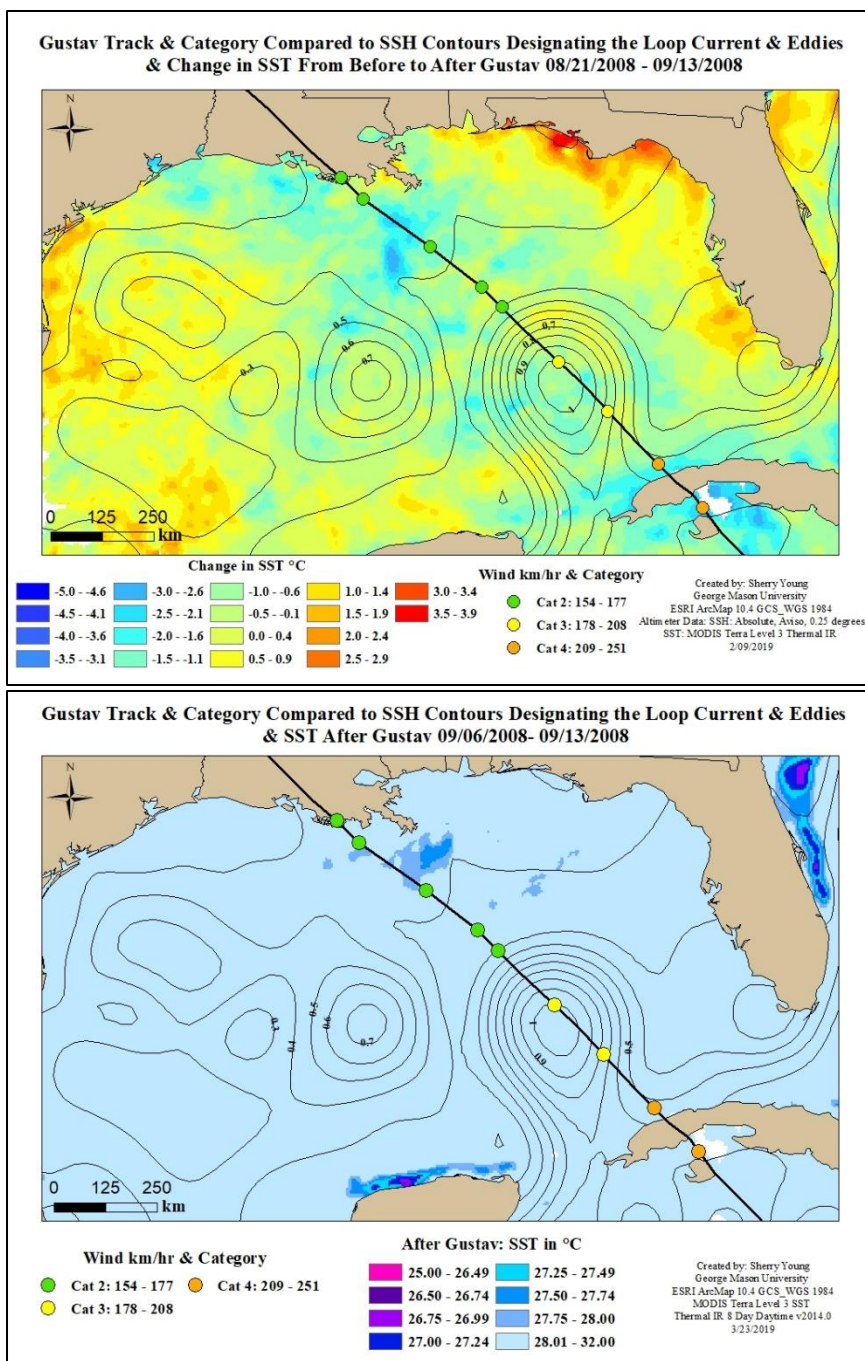 Gustav Track & Category Compared to SSH Contours Designating the Loop Current & Eddies
& Change in SST From Before to After Gustav 08/21/2008 - 09/13/2008
N
0.5
0.6
0.7
0.3
0.7
0.9
1
0 125 250
km
Change in SST °C
-5.0 - -4.6
-4.5 - -4.1
-4.0 - -3.6
-3.5 - -3.1
-3.0 - -2.6
-2.5 - -2.1
-2.0 - -1.6
-1.5 - -1.1
-1.0 - -0.6
-0.5 - -0.1
0.0 - 0.4
0.5 - 0.9
1.0 - 1.4
1.5 - 1.9
2.0 - 2.4
2.5 - 2.9
3.0 - 3.4
3.5 - 3.9
Wind km/hr & Category
Cat 2: 154 - 177
Cat 3: 178 - 208
Cat 4: 209 - 251
Created by: Sherry Young
George Mason University
ESRI ArcMap 10.4 GCS_WGS 1984
Altimeter Data: SSH: Absolute, Aviso, 0.25 degrees
SST: MODIS Terra Level 3 Thermal IR
2/09/2019
Gustav Track & Category Compared to SSH Contours Designating the Loop Current & Eddies
& SST After Gustav 09/06/2008- 09/13/2008
N
0.5
0.6
0.3
0.4
0.7
1
0.9
0.5
0 125 250
km
Wind km/hr & Category
Cat 2: 154 - 177
Cat 4: 209 - 251
Cat 3: 178 - 208
After Gustav: SST in °C
25.00 - 26.49
26.50 - 26.74
26.75 - 26.99
27.00 - 27.24
27.25 - 27.49
27.50 - 27.74
27.75 - 28.00
28.01 - 32.00
Created by: Sherry Young
George Mason University
ESRI ArcMap 10.4 GCS_WGS 1984
MODIS Terra Level 3 SST
Thermal IR 8 Day Daytime v2014.0
3/23/2019